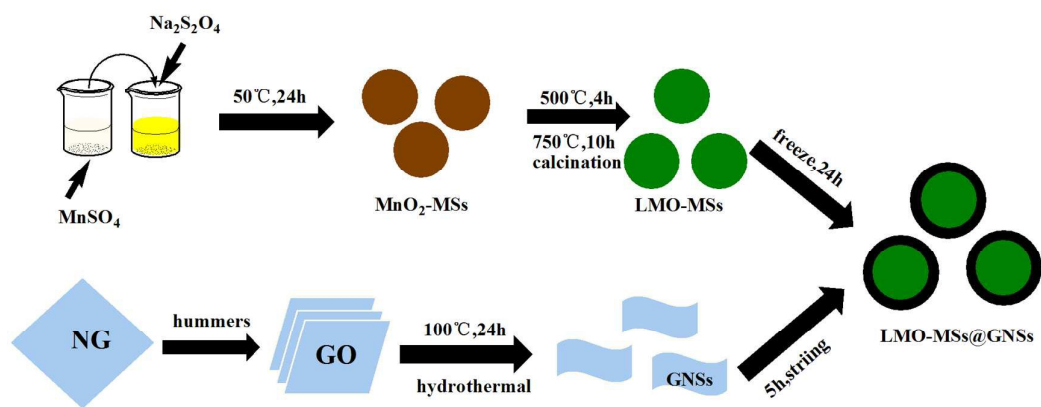 Na₂S₂O₄
MnSO₄
50℃,24h
MnO₂-MSs
500℃,4h
750℃,10h
calcination
LMO-MSs
freeze,24h
NG
hummers
GO
100℃,24h
hydrothermal
GNSs
5h,striing
LMO-MSs@GNSs